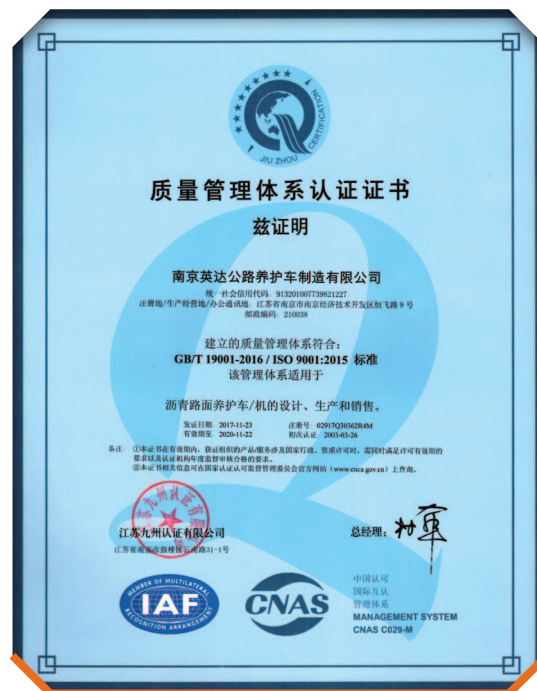 JIU ZHOU CERTIFICATION
质量管理体系认证证书
兹证明
南京英达公路养护车制造有限公司
统一社会信用代码: 913201007739821227
注册地/生产经营地/办公通讯地: 江苏省南京市南京经济技术开发区恒飞路 9 号
邮政编码: 210038
建立的质量管理体系符合:
GB/T 19001-2016 / ISO 9001:2015 标准
该管理体系适用于
沥青路面养护车/机的设计、生产和销售。
发证日期: 2017-11-23 注册号: 02917Q30362R4M
有效期至: 2020-11-22 初次认证: 2003-03-26
备注: ①本证书在有效期内, 获证组织的产品/服务涉及国家行政、资质许可时, 需同时满足许可有效期的
要求以及认证机构年度监督审核合格的要求。
②本证书相关信息可在国家认证认可监督管理委员会官方网站 (www.cnca.gov.cn) 上查询。
江苏九州认证有限公司
总经理:
江苏省南京市鼓楼区云南路31-1号
MEMBER OF MULTILATERAL
IAF
RECOGNITION ARRANGEMENT
CNAS
中国认可
国际互认
管理体系
MANAGEMENT SYSTEM
CNAS C029-M